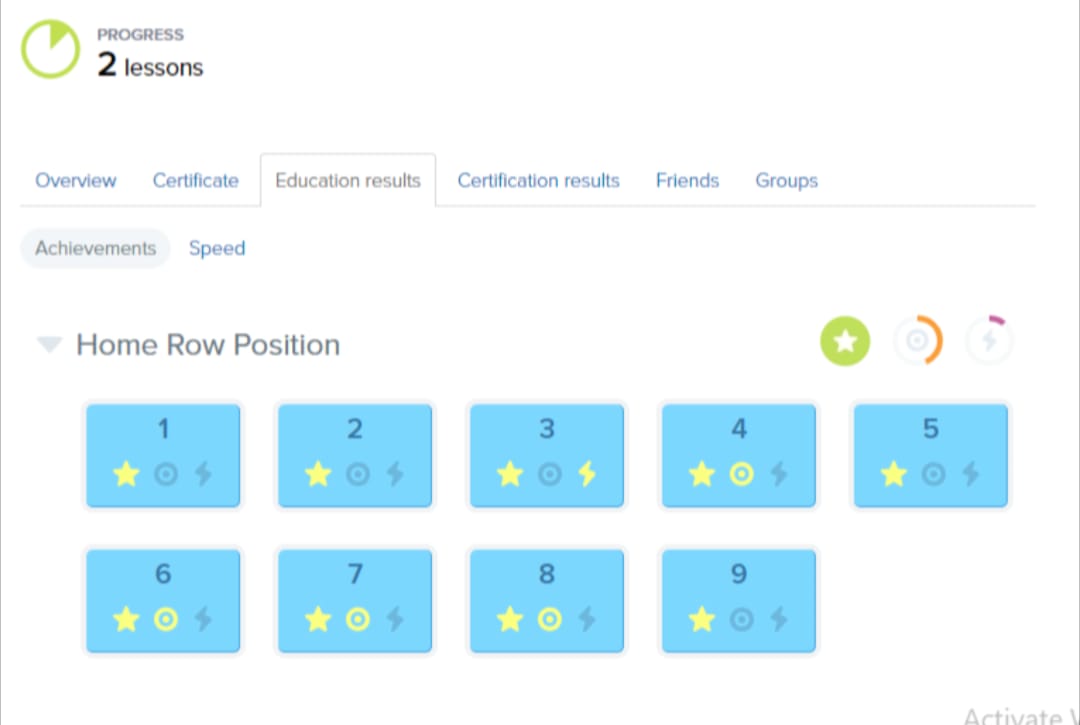 PROGRESS
2 lessons
Overview Certificate Education results Certification results Friends Groups
Achievements Speed
Home Row Position
1 2 3 4 5
6 7 8 9
Activate